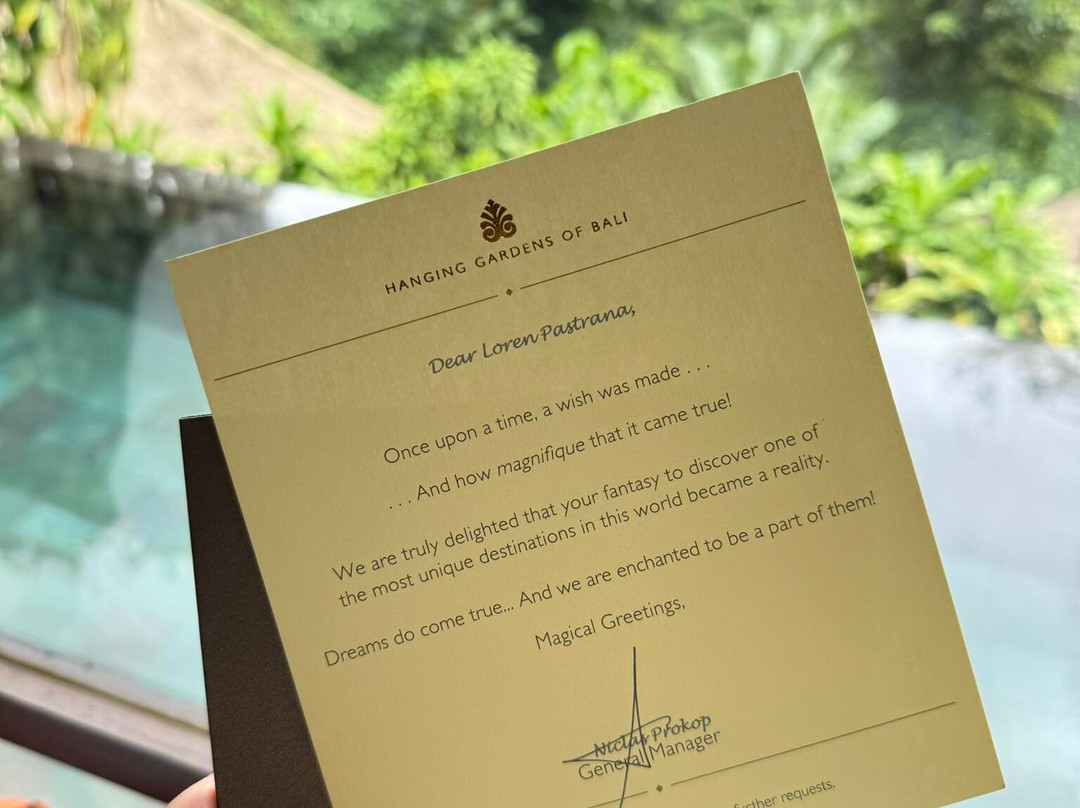 HANGING GARDENS OF BALI
Dear Loren Pastrana,
Once upon a time, a wish was made . . .
. . . And how magnifique that it came true!
We are truly delighted that your fantasy to discover one of
the most unique destinations in this world became a reality.
Dreams do come true... And we are enchanted to be a part of them!
Magical Greetings,
Prokop
General Manager
further requests.